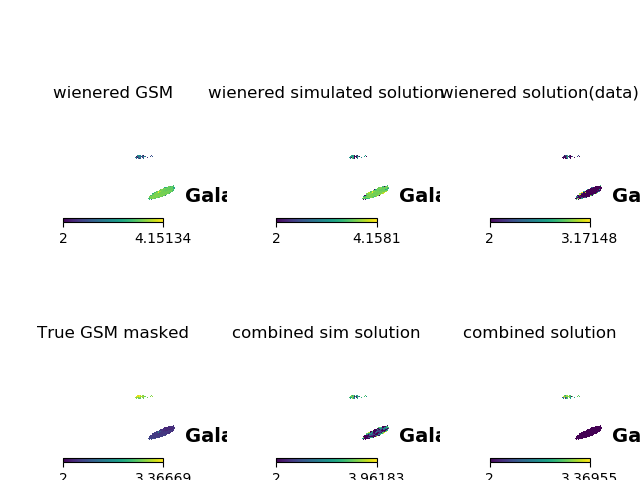 wienered GSM
wienered simulated solution
wienered solution(data)
Gala
Gala
Ga
2 4.15134
2 4.1581
2 3.17148
True GSM masked
combined sim solution
combined solution
Gala
Gala
Ga
2 3.36669
2 3.96183
2 3.36955